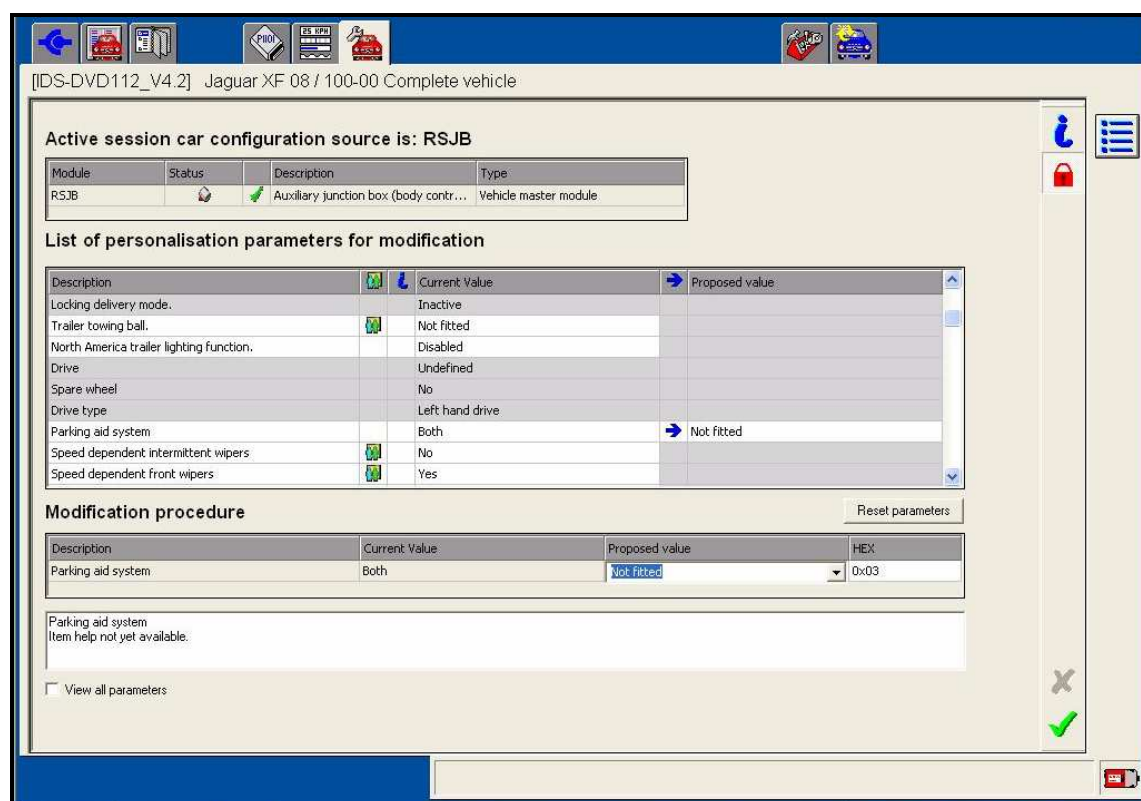 PILOT
25 KPH
[IDS-DVD112_V4.2] Jaguar XF 08 / 100-00 Complete vehicle
Active session car configuration source is: RSJB
Module Status Description Type
RSJB Auxiliary junction box (body contr... Vehicle master module
List of personalisation parameters for modification
Description Current Value Proposed value
Locking delivery mode. Inactive
Trailer towing ball. Not fitted
North America trailer lighting function. Disabled
Drive Undefined
Spare wheel No
Drive type Left hand drive
Parking aid system Both Not fitted
Speed dependent intermittent wipers No
Speed dependent front wipers Yes
Modification procedure Reset parameters
Description Current Value Proposed value HEX
Parking aid system Both Not fitted 0x03
Parking aid system
Item help not yet available.
View all parameters